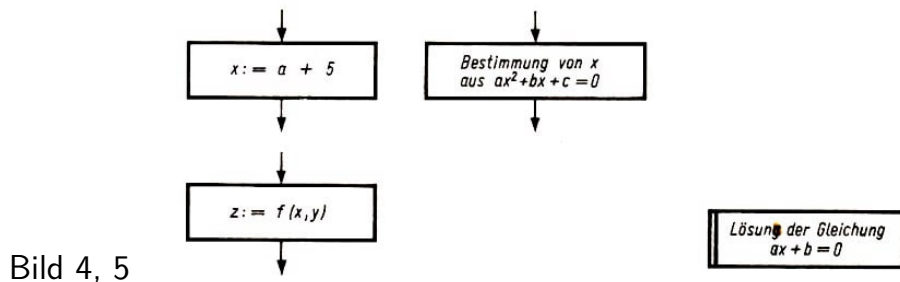 x := a + 5
Bestimmung von x
aus ax²+bx+c=0
z := f(x,y)
Lösung der Gleichung
ax+b=0
Bild 4, 5